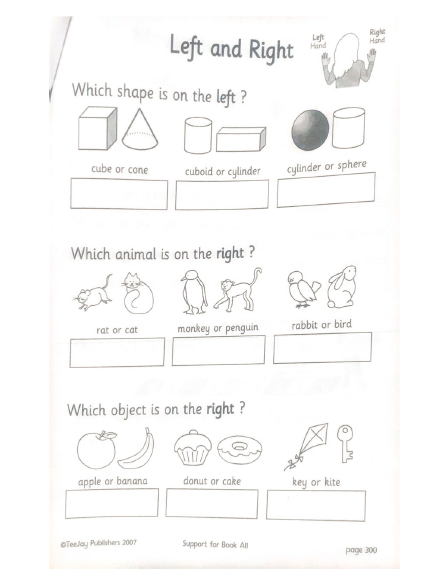 Left and Right
Left Hand
Right Hand
Which shape is on the left ?
cube or cone
cuboid or cylinder
cylinder or sphere
Which animal is on the right ?
rat or cat
monkey or penguin
rabbit or bird
Which object is on the right ?
apple or banana
donut or cake
key or kite
©TeeJay Publishers 2007
Support for Book A11
page 300